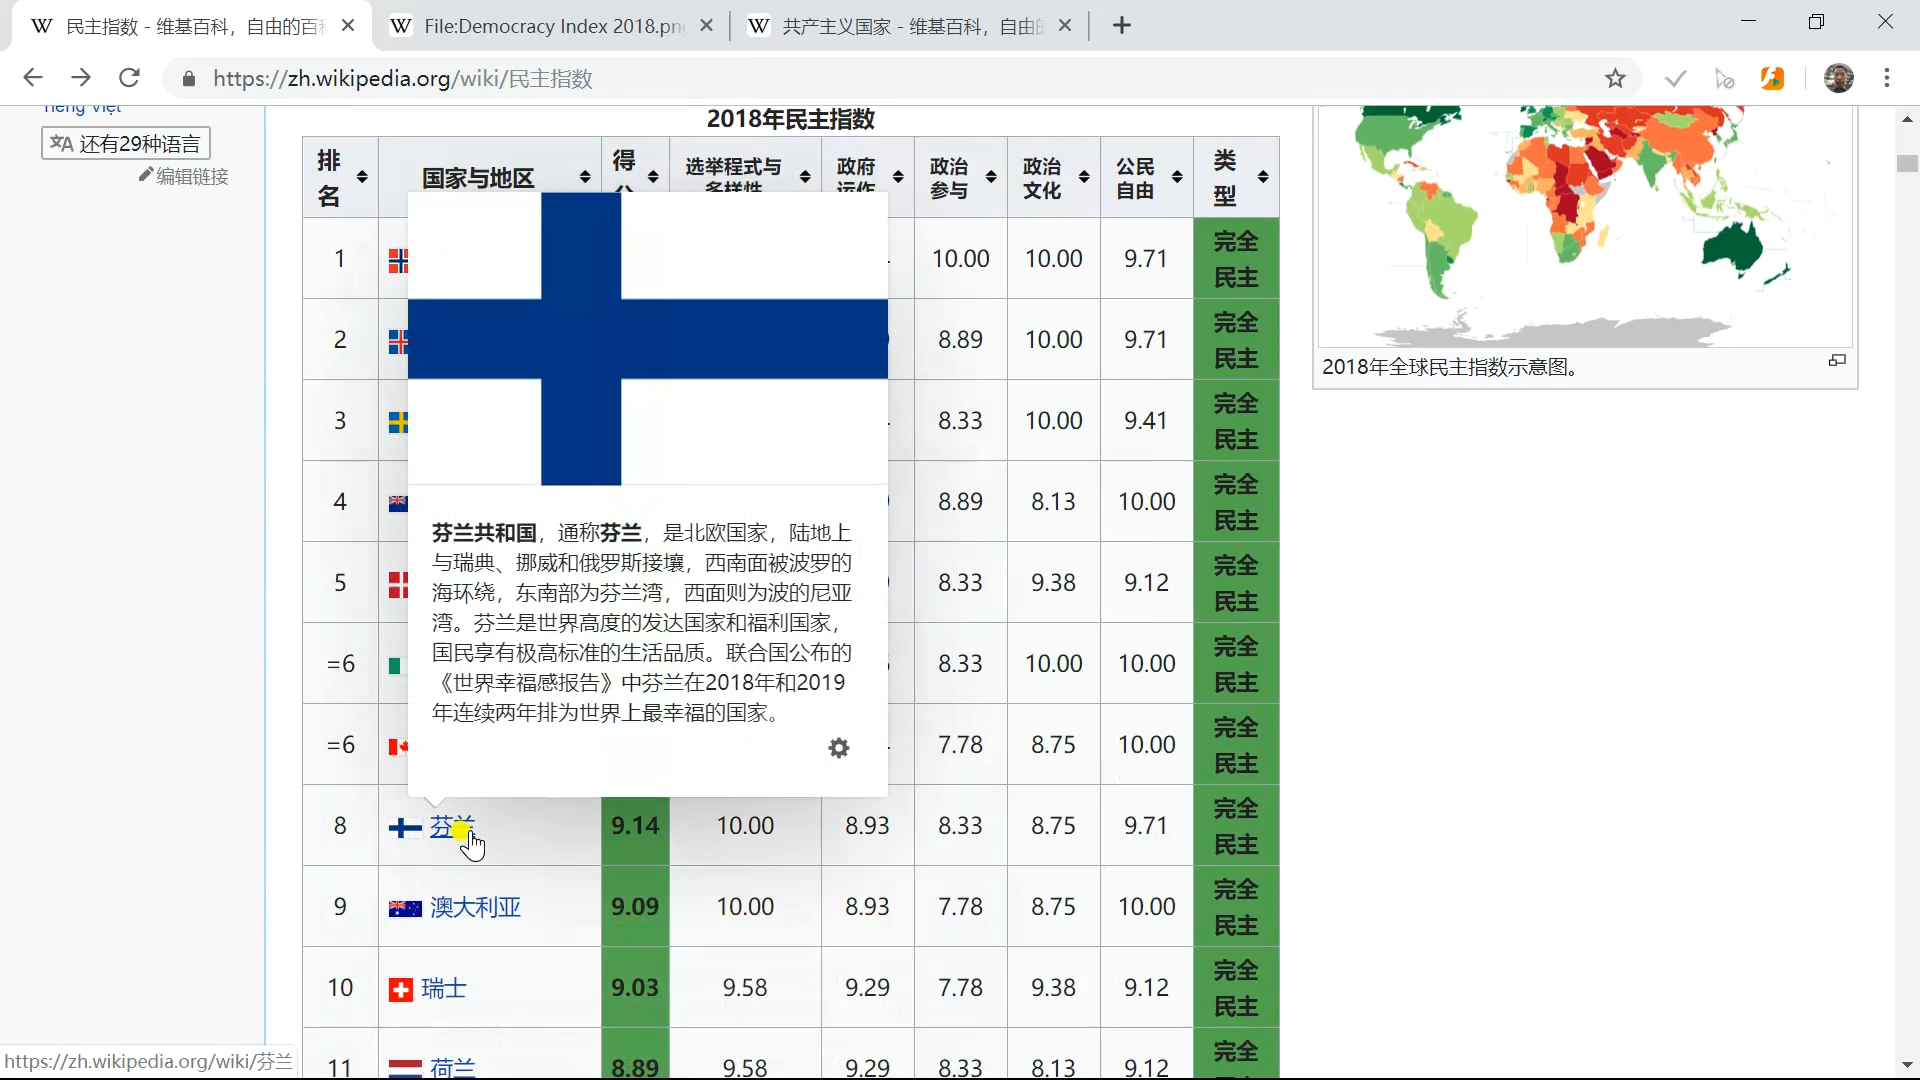 民主指数 - 维基百科，自由的百科
File:Democracy Index 2018.png
共产主义国家 - 维基百科，自由
https://zh.wikipedia.org/wiki/民主指数
Tiếng Việt
还有29种语言
编辑链接
2018年民主指数
排名 国家与地区 得分 选举程式与多样性 政府运作 政治参与 政治文化 公民自由 类型
1 10.00 10.00 9.71 完全民主
2 8.89 10.00 9.71 完全民主
3 8.33 10.00 9.41 完全民主
4 8.89 8.13 10.00 完全民主
5 8.33 9.38 9.12 完全民主
=6 8.33 10.00 10.00 完全民主
=6 7.78 8.75 10.00 完全民主
芬兰共和国，通称芬兰，是北欧国家，陆地上
与瑞典、挪威和俄罗斯接壤，西南面被波罗的
海环绕，东南部为芬兰湾，西面则为波的尼亚
湾。芬兰是世界高度的发达国家和福利国家，
国民享有极高标准的生活品质。联合国公布的
《世界幸福感报告》中芬兰在2018年和2019
年连续两年排为世界上最幸福的国家。
8 芬兰 9.14 10.00 8.93 8.33 8.75 9.71 完全民主
9 澳大利亚 9.09 10.00 8.93 7.78 8.75 10.00 完全民主
10 瑞士 9.03 9.58 9.29 7.78 9.38 9.12 完全民主
11 荷兰 8.89 9.58 9.29 8.33 8.13 9.12 完全
2018年全球民主指数示意图。
https://zh.wikipedia.org/wiki/芬兰